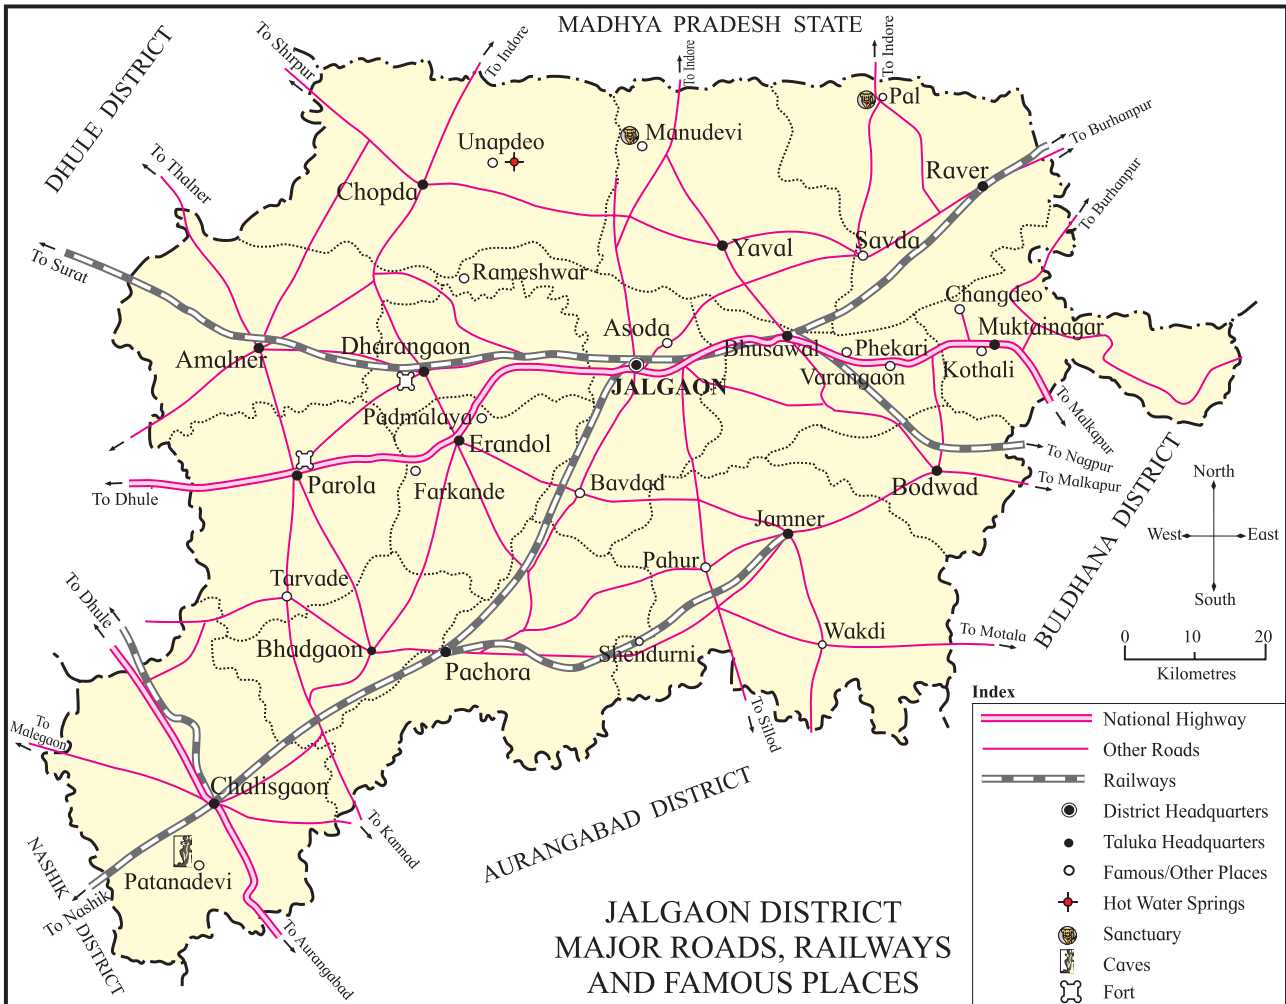 MADHYA PRADESH STATE
DHULE DISTRICT
To Shirpur
To Indore
To Indore
To Indore
Pal
Manudevi
Unapdeo
To Burhanpur
Raver
To Thalner
Chopda
To Burhanpur
Yaval
Savda
To Surat
Rameshwar
Changdeo
Asoda
Muktainagar
Dharangaon
Amalner
Bhusawal
Phekari
Varangaon
Kothali
JALGAON
Padmalaya
To Malkapur
Erandol
To Nagpur
Parola
Farkande
Bavdad
Bodwad
To Malkapur
To Dhule
Jamner
BULDHANA DISTRICT
North
West
East
South
Pahur
Tarvade
To Dhule
Bhadgaon
Pachora
Shendurni
Wakdi
To Motala
0 10 20
Kilometres
To Sillod
To
Malegaon
Chalisgaon
To Kannad
AURANGABAD DISTRICT
Patanadevi
NASHIK
DISTRICT
To Nashik
To Aurangabad
JALGAON DISTRICT
MAJOR ROADS, RAILWAYS
AND FAMOUS PLACES
Index
National Highway
Other Roads
Railways
District Headquarters
Taluka Headquarters
Famous/Other Places
Hot Water Springs
Sanctuary
Caves
Fort